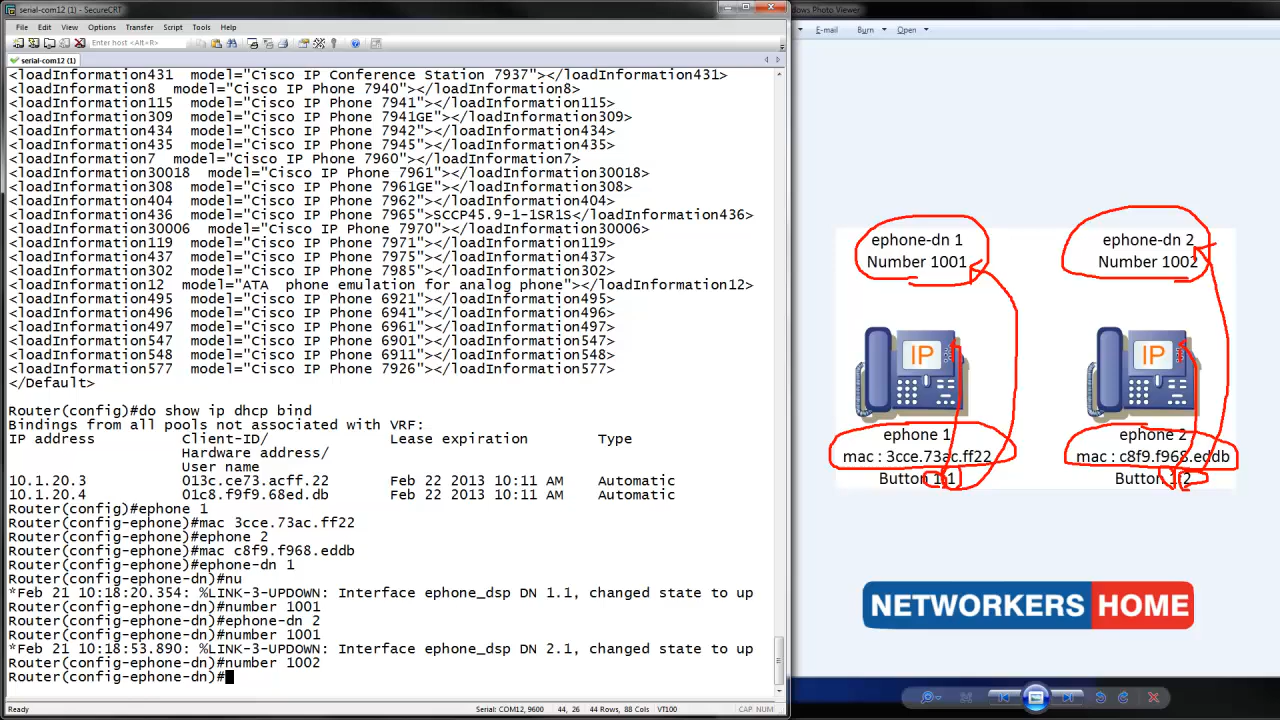 serial-com12 (1) - SecureCRT
File Edit View Options Transfer Script Tools Help
Enter host <Alt+R>
serial-com12 (1)
<loadInformation431 model="Cisco IP Conference Station 7937"></loadInformation431>
<loadInformation8 model="Cisco IP Phone 7940"></loadInformation8>
<loadInformation115 model="Cisco IP Phone 7941"></loadInformation115>
<loadInformation309 model="Cisco IP Phone 7941GE"></loadInformation309>
<loadInformation434 model="Cisco IP Phone 7942"></loadInformation434>
<loadInformation435 model="Cisco IP Phone 7945"></loadInformation435>
<loadInformation7 model="Cisco IP Phone 7960"></loadInformation7>
<loadInformation30018 model="Cisco IP Phone 7961"></loadInformation30018>
<loadInformation308 model="Cisco IP Phone 7961GE"></loadInformation308>
<loadInformation404 model="Cisco IP Phone 7962"></loadInformation404>
<loadInformation436 model="Cisco IP Phone 7965">SCCP45.9-1-1SR1S</loadInformation436>
<loadInformation30006 model="Cisco IP Phone 7970"></loadInformation30006>
<loadInformation119 model="Cisco IP Phone 7971"></loadInformation119>
<loadInformation437 model="Cisco IP Phone 7975"></loadInformation437>
<loadInformation302 model="Cisco IP Phone 7985"></loadInformation302>
<loadInformation12 model="ATA phone emulation for analog phone"></loadInformation12>
<loadInformation495 model="Cisco IP Phone 6921"></loadInformation495>
<loadInformation496 model="Cisco IP Phone 6941"></loadInformation496>
<loadInformation497 model="Cisco IP Phone 6961"></loadInformation497>
<loadInformation547 model="Cisco IP Phone 6901"></loadInformation547>
<loadInformation548 model="Cisco IP Phone 6911"></loadInformation548>
<loadInformation577 model="Cisco IP Phone 7926"></loadInformation577>
</Default>
Router(config)#do show ip dhcp bind
Bindings from all pools not associated with VRF:
IP address Client-ID/ Lease expiration Type
Hardware address/
User name
10.1.20.3 013c.ce73.acff.22 Feb 22 2013 10:11 AM Automatic
10.1.20.4 01c8.f9f9.68ed.db Feb 22 2013 10:11 AM Automatic
Router(config)#ephone 1
Router(config-ephone)#mac 3cce.73ac.ff22
Router(config-ephone)#ephone 2
Router(config-ephone)#mac c8f9.f968.eddb
Router(config-ephone)#ephone-dn 1
Router(config-ephone-dn)#nu
*Feb 21 10:18:20.354: %LINK-3-UPDOWN: Interface ephone_dsp DN 1.1, changed state to up
Router(config-ephone-dn)#number 1001
Router(config-ephone-dn)#ephone-dn 2
Router(config-ephone-dn)#number 1001
*Feb 21 10:18:53.890: %LINK-3-UPDOWN: Interface ephone_dsp DN 2.1, changed state to up
Router(config-ephone-dn)#number 1002
Router(config-ephone-dn)#
Ready Serial: COM12, 9600 44, 26 44 Rows, 88 Cols VT100 CAP NUM
Photo Viewer
E-mail Burn Open
ephone-dn 1
Number 1001
ephone-dn 2
Number 1002
IP
IP
ephone 1
mac : 3cce.73ac.ff22
Button 1:1
ephone 2
mac : c8f9.f968.eddb
Button 1:2
NETWORKERS HOME